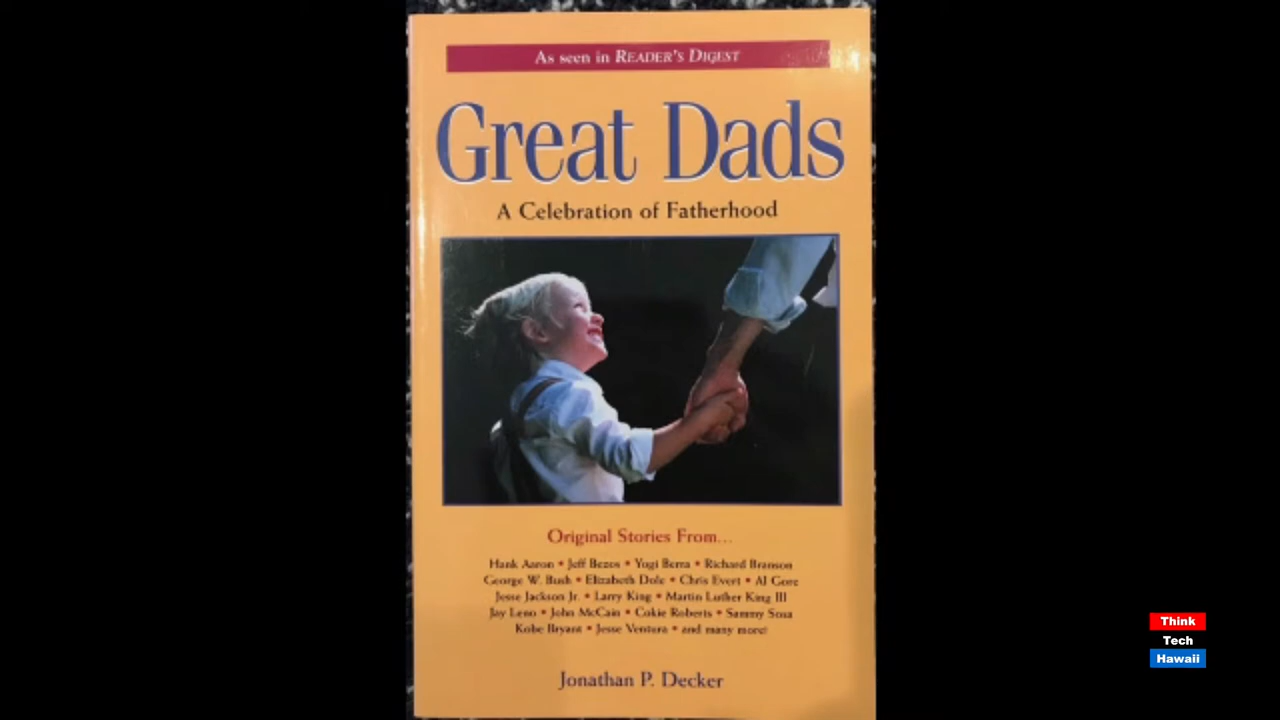 As seen in READER'S DIGEST
Great Dads
A Celebration of Fatherhood
Original Stories From...
Hank Aaron • Jeff Bezos • Yogi Berra • Richard Branson
George W. Bush • Elizabeth Dole • Chris Evert • Al Gore
Jesse Jackson Jr. • Larry King • Martin Luther King III
Jay Leno • John McCain • Cokie Roberts • Sammy Sosa
Kobe Bryant • Jesse Ventura • and many more!
Jonathan P. Decker
Think
Tech
Hawaii